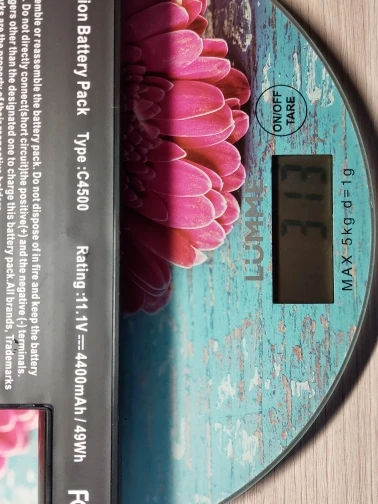 ion Battery Pack Type :C4500 Rating :11.1V 4400mAh / 49Wh
emble or reassemble the battery pack. Do not dispose of in fire and keep the battery
. Do not directly connect(short circuit)the positive(+) and the negative (-) terminals.
gers other than the designated one to charge this battery pack.All brands, Trademarks
ON/OFF
TARE
313
MAX 5kg d=1g